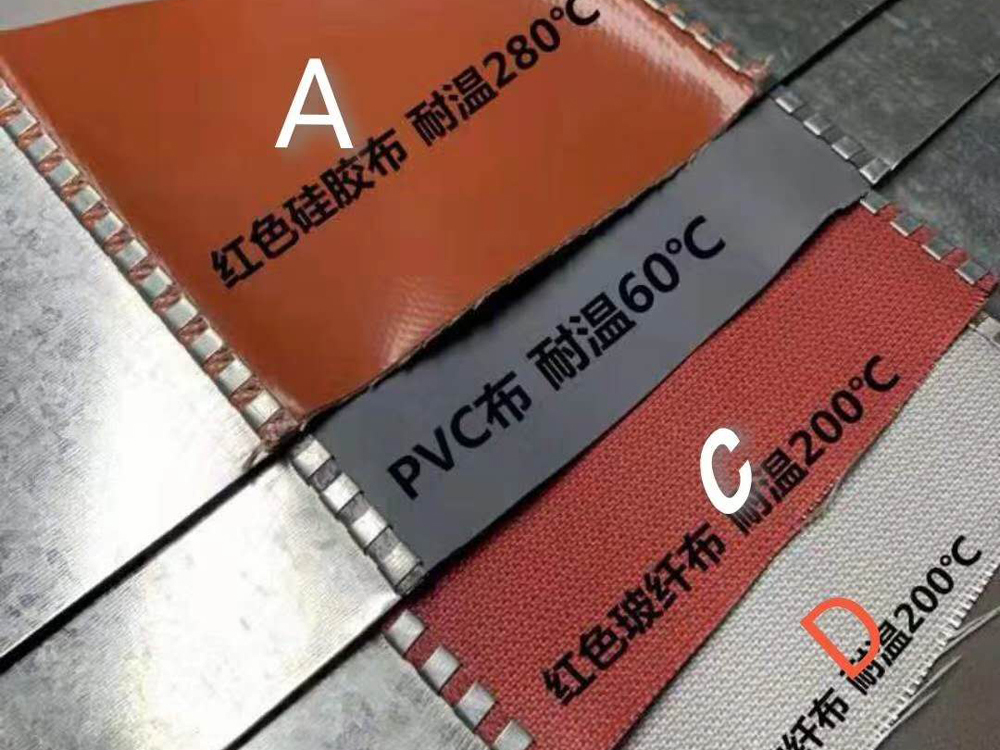 A
红色硅胶布 耐温280℃
PVC布 耐温60℃
C
红色玻纤布 耐温200℃
D
纤布 耐温200℃